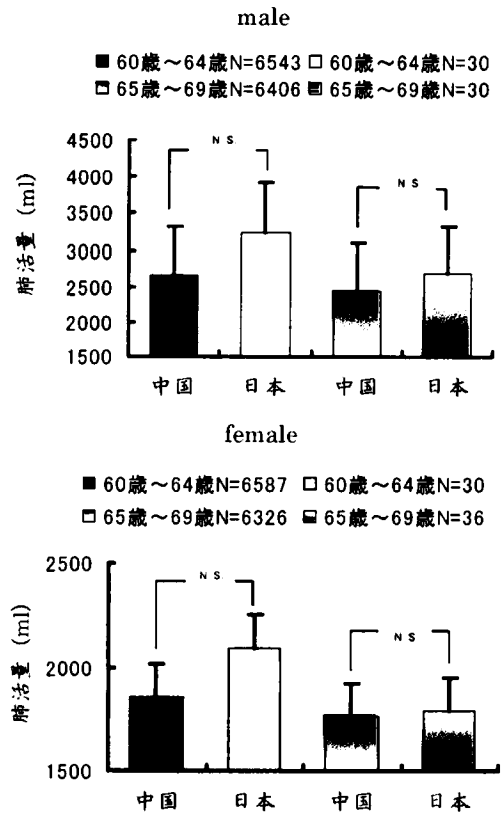 male
■ 60歳～64歳N=6543 □ 60歳～64歳N=30
65歳～69歳N=6406 65歳～69歳N=30
肺活量 (ml)
4500
4000
3500
3000
2500
2000
1500
N S
N S
中国 日本 中国 日本
female
■ 60歳～64歳N=6587 □ 60歳～64歳N=30
65歳～69歳N=6326 65歳～69歳N=36
肺活量 (ml)
2500
2000
1500
N S
N S
中国 日本 中国 日本